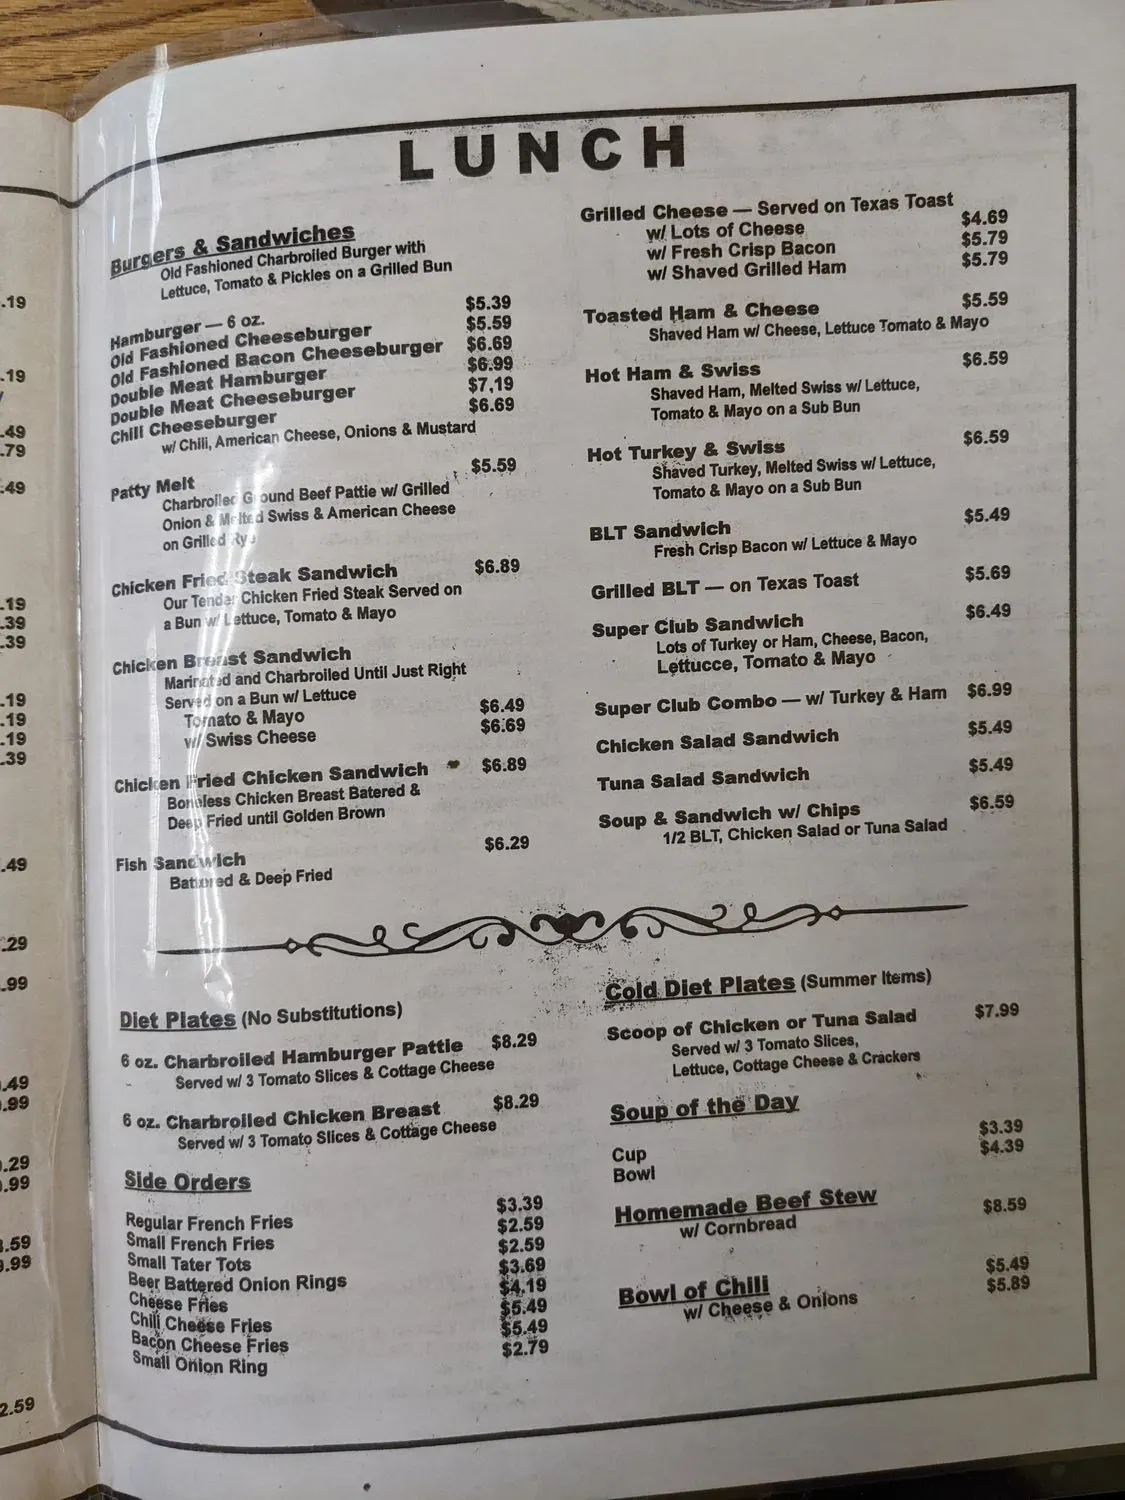 LUNCH
Burgers & Sandwiches
Old Fashioned Charbroiled Burger with
Lettuce, Tomato & Pickles on a Grilled Bun
Hamburger — 6 oz. $5.39
Old Fashioned Cheeseburger $5.59
Old Fashioned Bacon Cheeseburger $6.69
Double Meat Hamburger $6.99
Double Meat Cheeseburger $7.19
Chili Cheeseburger $6.69
w/ Chili, American Cheese, Onions & Mustard
Patty Melt $5.59
Charbroiled Ground Beef Pattie w/ Grilled
Onion & Melted Swiss & American Cheese
on Grilled Rye
Chicken Fried Steak Sandwich $6.89
Our Tender Chicken Fried Steak Served on
a Bun w/ Lettuce, Tomato & Mayo
Chicken Breast Sandwich
Marinated and Charbroiled Until Just Right
Served on a Bun w/ Lettuce
Tomato & Mayo $6.49
w/ Swiss Cheese $6.69
Chicken Fried Chicken Sandwich $6.89
Boneless Chicken Breast Batered &
Deep Fried until Golden Brown
Fish Sandwich $6.29
Battered & Deep Fried
Grilled Cheese — Served on Texas Toast
w/ Lots of Cheese $4.69
w/ Fresh Crisp Bacon $5.79
w/ Shaved Grilled Ham $5.79
Toasted Ham & Cheese $5.59
Shaved Ham w/ Cheese, Lettuce Tomato & Mayo
Hot Ham & Swiss $6.59
Shaved Ham, Melted Swiss w/ Lettuce,
Tomato & Mayo on a Sub Bun
Hot Turkey & Swiss $6.59
Shaved Turkey, Melted Swiss w/ Lettuce,
Tomato & Mayo on a Sub Bun
BLT Sandwich $5.49
Fresh Crisp Bacon w/ Lettuce & Mayo
Grilled BLT — on Texas Toast $5.69
Super Club Sandwich $6.49
Lots of Turkey or Ham, Cheese, Bacon,
Lettucce, Tomato & Mayo
Super Club Combo — w/ Turkey & Ham $6.99
Chicken Salad Sandwich $5.49
Tuna Salad Sandwich $5.49
Soup & Sandwich w/ Chips $6.59
1/2 BLT, Chicken Salad or Tuna Salad
Diet Plates (No Substitutions)
6 oz. Charbroiled Hamburger Pattie $8.29
Served w/ 3 Tomato Slices & Cottage Cheese
6 oz. Charbroiled Chicken Breast $8.29
Served w/ 3 Tomato Slices & Cottage Cheese
Side Orders
Regular French Fries $3.39
Small French Fries $2.59
Small Tater Tots $2.59
Beer Battered Onion Rings $3.69
Cheese Fries $4.19
Chili Cheese Fries $5.49
Bacon Cheese Fries $5.49
Small Onion Ring $2.79
Cold Diet Plates (Summer Items)
Scoop of Chicken or Tuna Salad $7.99
Served w/ 3 Tomato Slices,
Lettuce, Cottage Cheese & Crackers
Soup of the Day
Cup $3.39
Bowl $4.39
Homemade Beef Stew $8.59
w/ Cornbread
Bowl of Chili $5.49
w/ Cheese & Onions $5.89